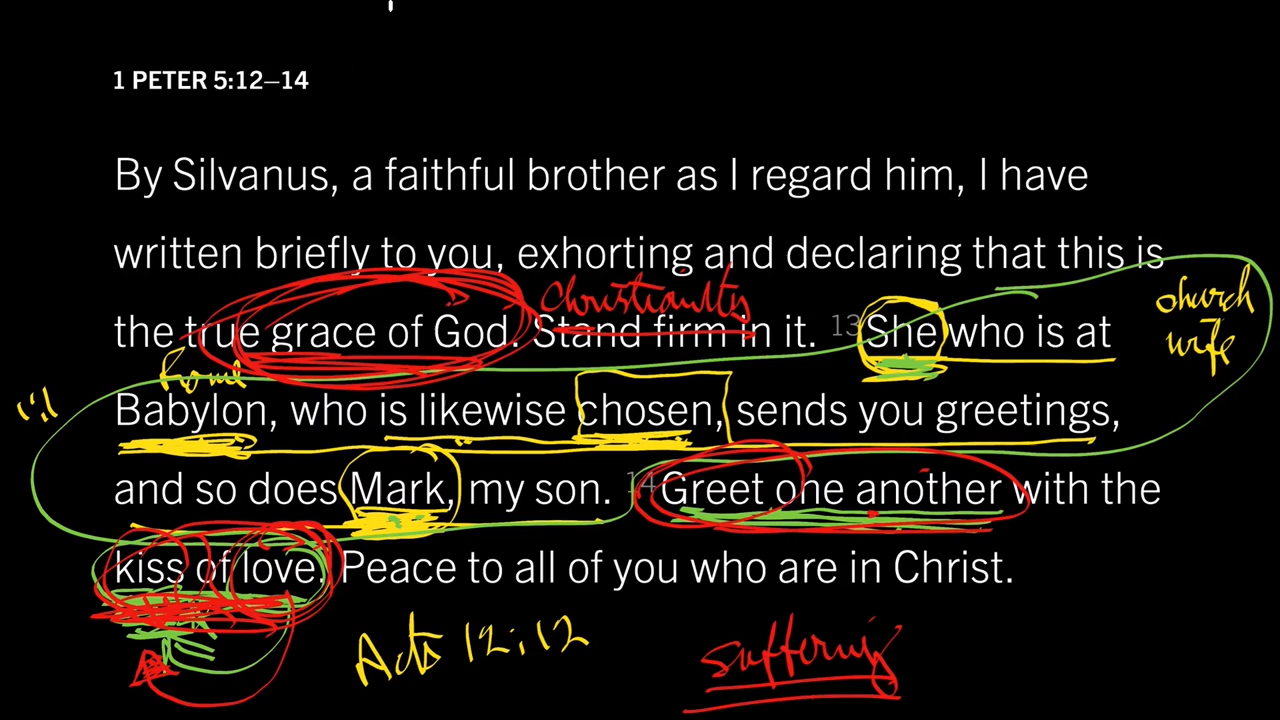 1 PETER 5:12–14
By Silvanus, a faithful brother as I regard him, I have
written briefly to you, exhorting and declaring that this is
Christianity
church
the true grace of God. Stand firm in it. 13 She who is at
wife
Rome
1:1
Babylon, who is likewise chosen, sends you greetings,
and so does Mark, my son. 14 Greet one another with the
kiss of love. Peace to all of you who are in Christ.
Acts 12:12
suffering